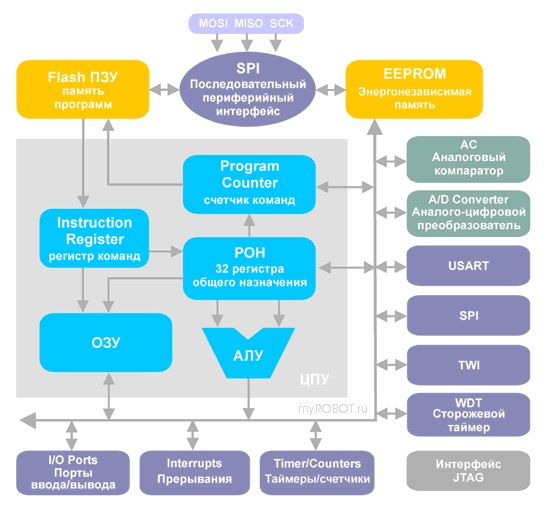 MOSI MISO SCK
SPI
Последовательный
периферийный
интерфейс
Flash ПЗУ
память
программ
EEPROM
Энергонезависимая
память
AC
Аналоговый
компаратор
Program
Counter
счетчик команд
A/D Converter
Аналого-цифровой
преобразователь
Instruction
Register
регистр команд
РОН
32 регистра
общего назначения
USART
SPI
ОЗУ
АЛУ
TWI
ЦПУ
myROBOT.ru
WDT
Сторожевой
таймер
I/O Ports
Порты
ввода/вывода
Interrupts
Прерывания
Timer/Counters
Таймеры/счетчики
Интерфейс
JTAG